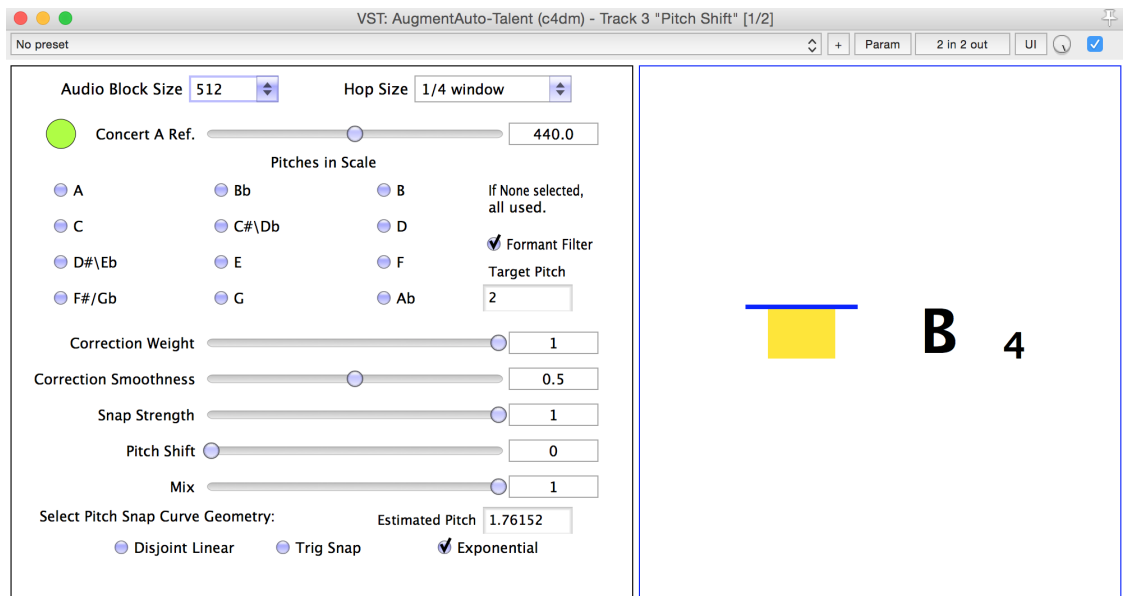 VST: AugmentAuto-Talent (c4dm) - Track 3 "Pitch Shift" [1/2]
No preset + Param 2 in 2 out UI
Audio Block Size 512 Hop Size 1/4 window
Concert A Ref. 440.0
Pitches in Scale
A Bb B If None selected,
all used.
C C#\Db D
Formant Filter
D#\Eb E F Target Pitch
F#/Gb G Ab 2
B 4
Correction Weight 1
Correction Smoothness 0.5
Snap Strength 1
Pitch Shift 0
Mix 1
Select Pitch Snap Curve Geometry: Estimated Pitch 1.76152
Disjoint Linear Trig Snap Exponential